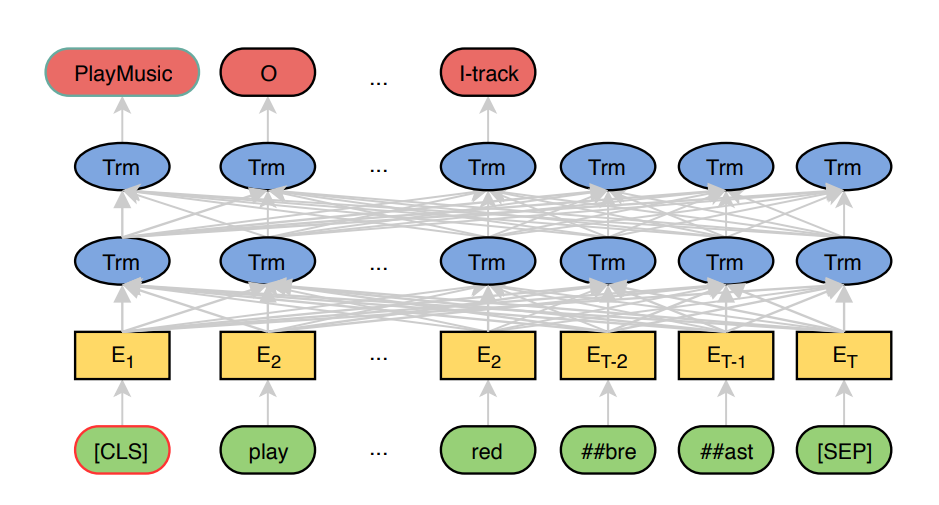 PlayMusic O ... I-track
Trm Trm ... Trm Trm Trm Trm
Trm Trm ... Trm Trm Trm Trm
E1 E2 ... E2 ET-2 ET-1 ET
[CLS] play ... red ##bre ##ast [SEP]